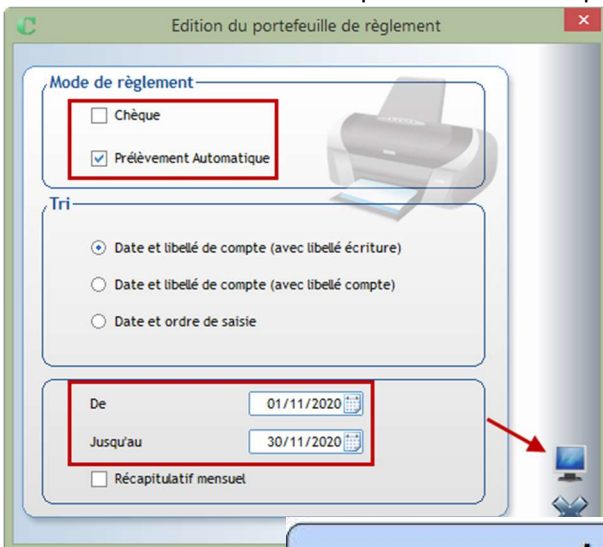 Edition du portefeuille de règlement
Mode de règlement
Chèque
Prélèvement Automatique
Tri
Date et libellé de compte (avec libellé écriture)
Date et libellé de compte (avec libellé compte)
Date et ordre de saisie
De 01/11/2020
Jusqu'au 30/11/2020
Récapitulatif mensuel